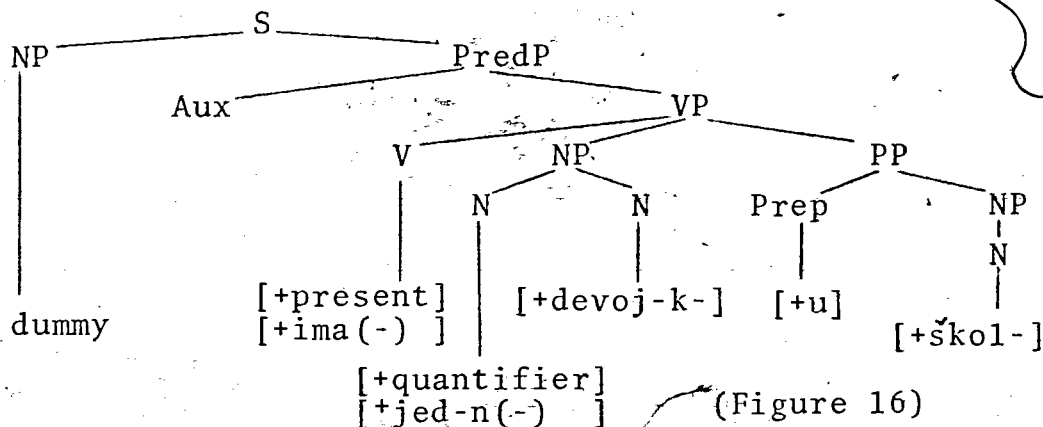 S
NP PredP
Aux VP
V NP PP
N N Prep NP
N
[+present] [+devoj-k-] [+u]
dummy [+ima(-) ] [+škol-]
[+quantifier]
[+jed-n(-) ] (Figure 16)